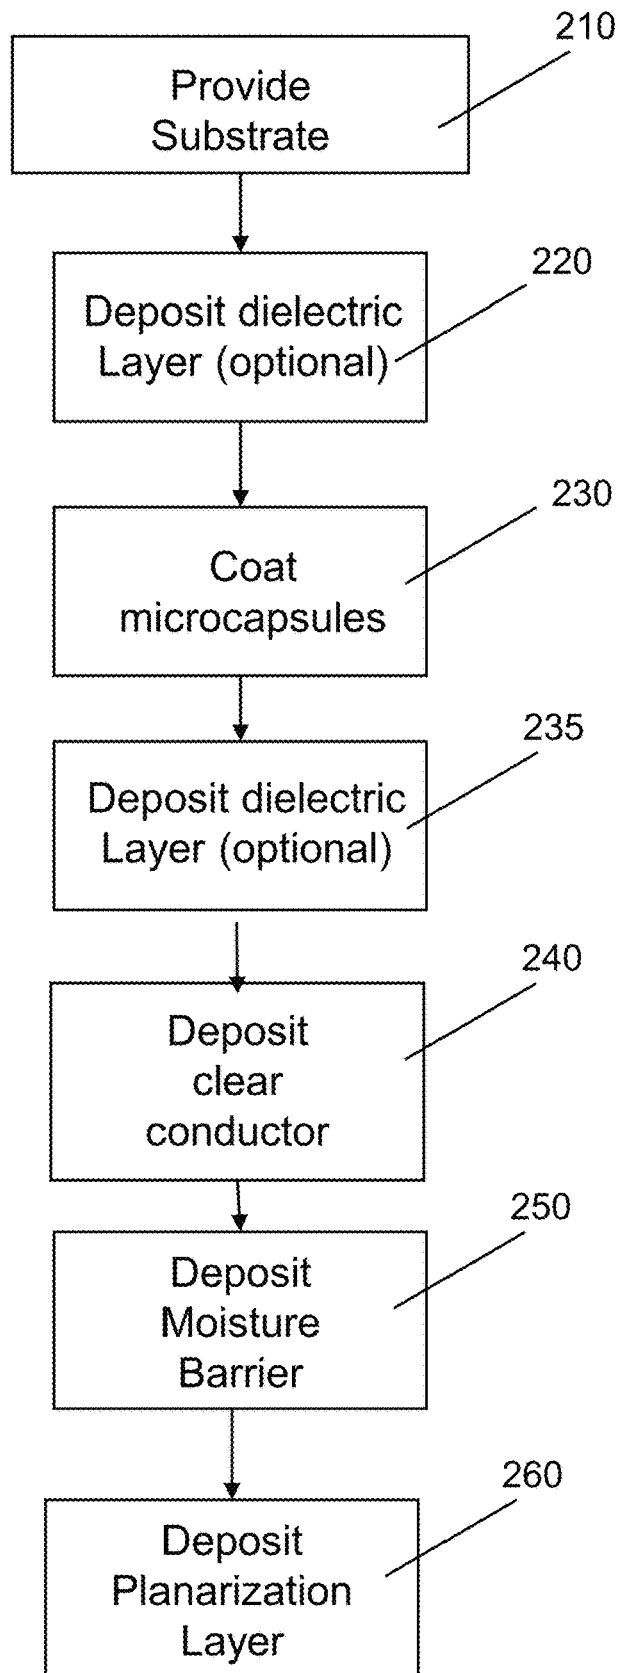 210
Provide
Substrate
220
Deposit dielectric
Layer (optional)
230
Coat
microcapsules
235
Deposit dielectric
Layer (optional)
240
Deposit
clear
conductor
250
Deposit
Moisture
Barrier
260
Deposit
Planarization
Layer